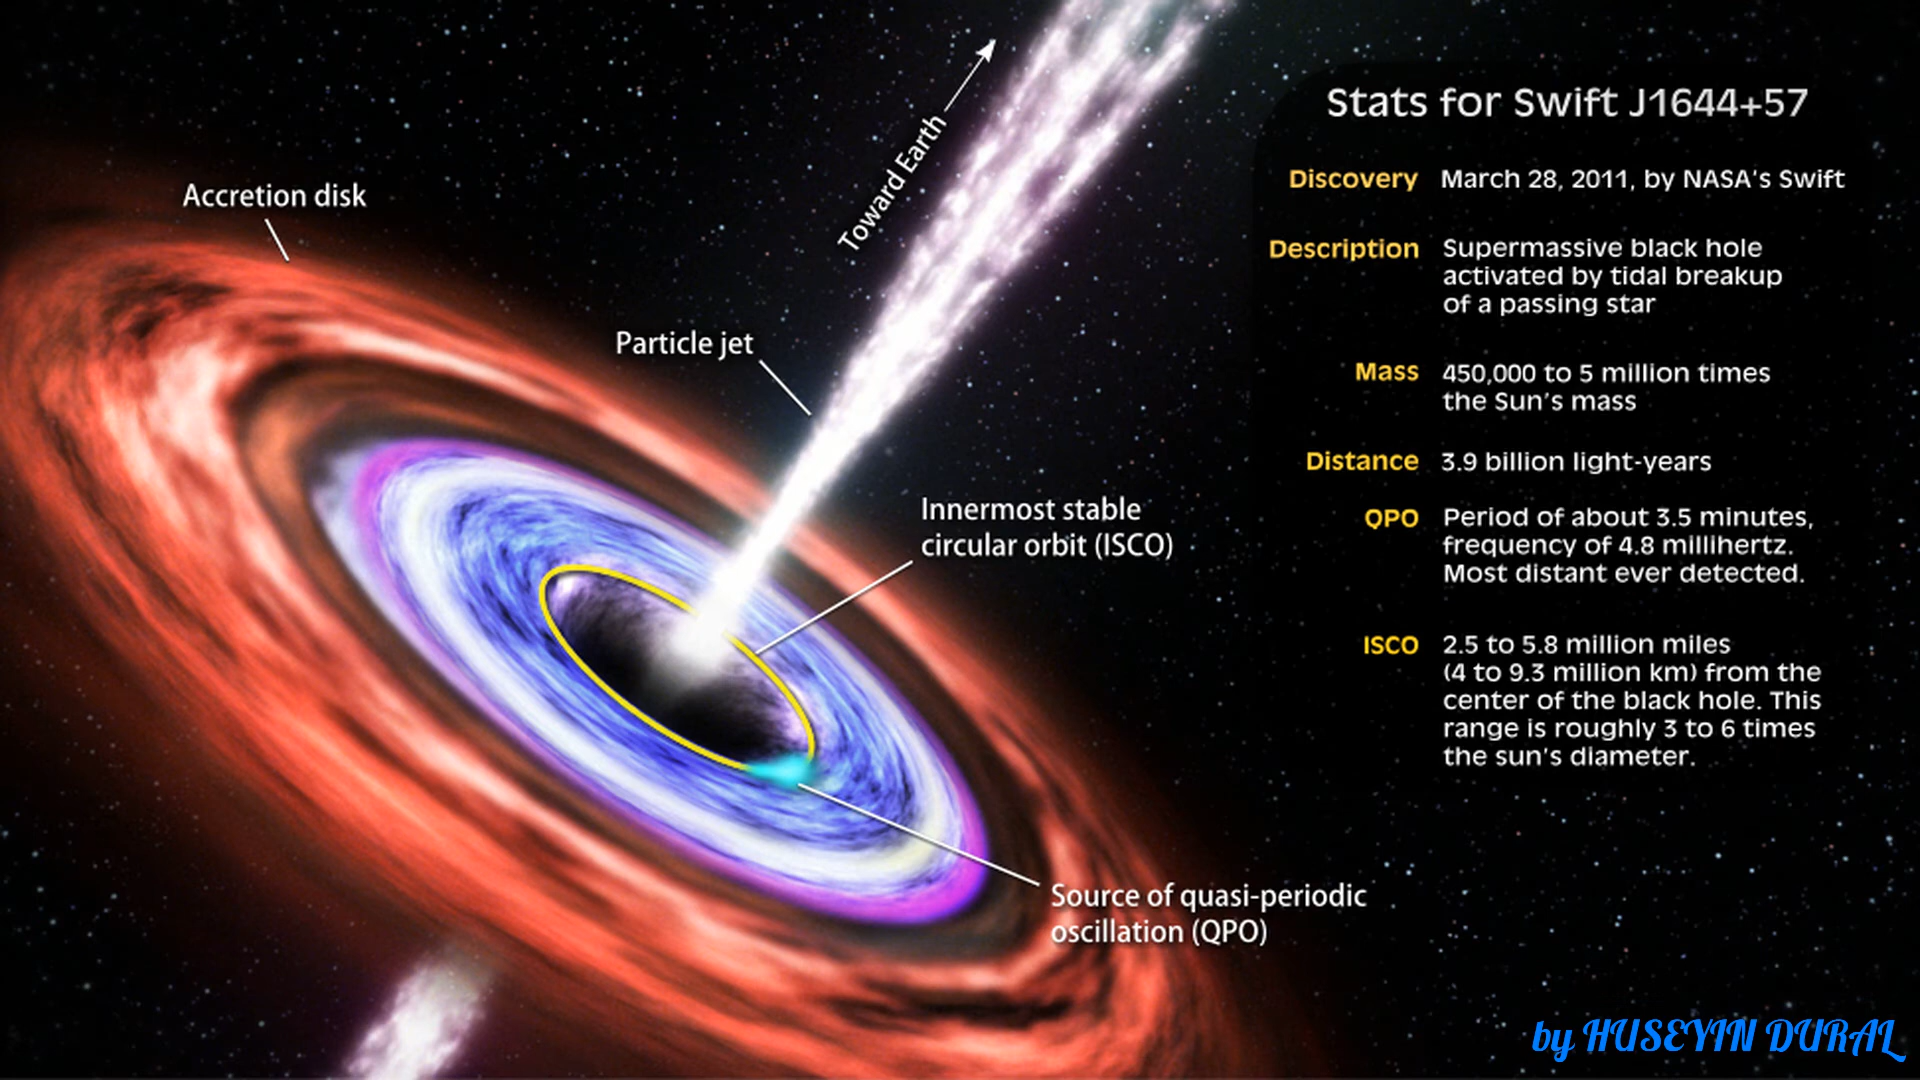 Stats for Swift J1644+57
Discovery March 28, 2011, by NASA's Swift
Description Supermassive black hole
activated by tidal breakup
of a passing star
Mass 450,000 to 5 million times
the Sun's mass
Distance 3.9 billion light-years
QPO Period of about 3.5 minutes,
frequency of 4.8 millihertz.
Most distant ever detected.
ISCO 2.5 to 5.8 million miles
(4 to 9.3 million km) from the
center of the black hole. This
range is roughly 3 to 6 times
the sun's diameter.
Toward Earth
Accretion disk
Particle jet
Innermost stable
circular orbit (ISCO)
Source of quasi-periodic
oscillation (QPO)
by HUSEYIN DURAL